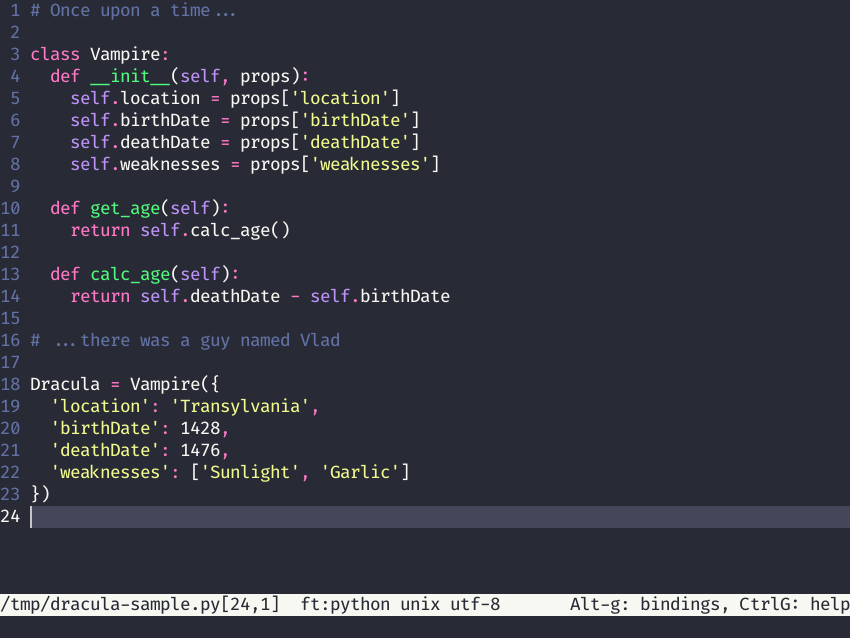 1 # Once upon a time...
2
3 class Vampire:
4   def __init__(self, props):
5     self.location = props['location']
6     self.birthDate = props['birthDate']
7     self.deathDate = props['deathDate']
8     self.weaknesses = props['weaknesses']
9
10   def get_age(self):
11     return self.calc_age()
12
13   def calc_age(self):
14     return self.deathDate - self.birthDate
15
16 # ...there was a guy named Vlad
17
18 Dracula = Vampire({
19   'location': 'Transylvania',
20   'birthDate': 1428,
21   'deathDate': 1476,
22   'weaknesses': ['Sunlight', 'Garlic']
23 })
24
/tmp/dracula-sample.py[24,1]  ft:python unix utf-8       Alt-g: bindings, CtrlG: help